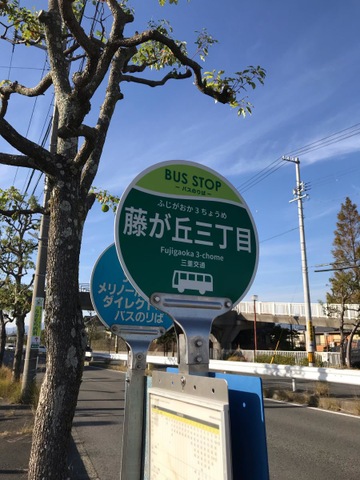 BUS STOP
－バスのりば－
ふじがおか3ちょうめ
藤が丘三丁目
Fujigaoka 3-chome
三重交通
メリノール
ダイレクト
バスのりば